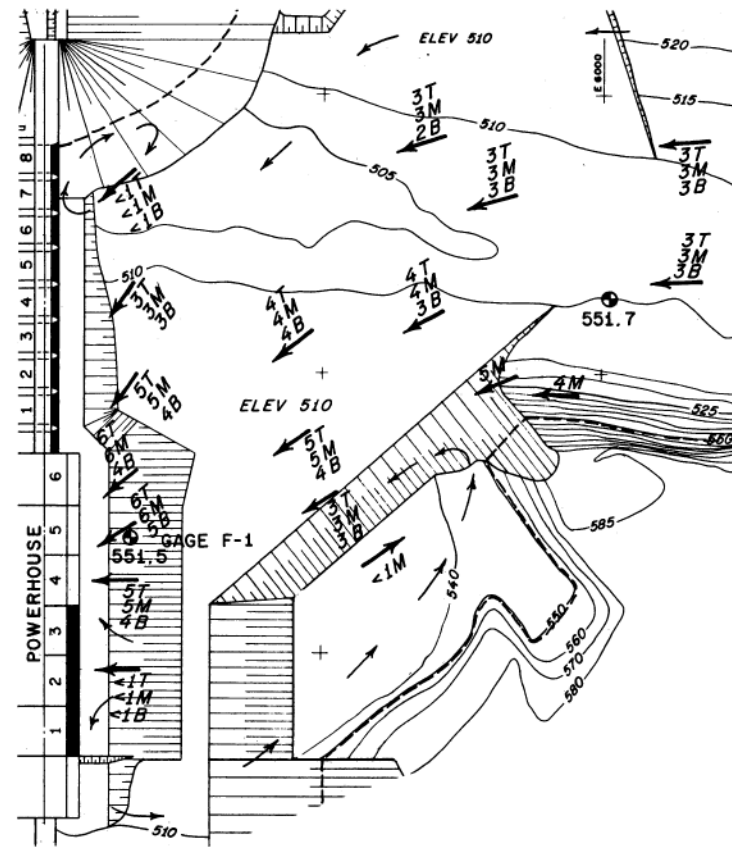 ELEV 510
520
E 6000
515
510
3T
3M
2B
3T
3M
3B
3T
3M
3B
505
u
8
7
6
5
4
3
2
1
<1T
<1M
<1B
510
3T
3M
3B
4T
4M
4B
4T
4M
3B
3T
3M
3B
551.7
5M
4M
525
550
5T
5M
4B
ELEV 510
5T
5M
4B
6T
6M
4B
6T
6M
5B
GAGE F-1
551.5
3T
3M
3B
<1M
585
540
550
560
570
580
POWERHOUSE
6
5
4
3
2
1
5T
5M
4B
<1T
<1M
<1B
510